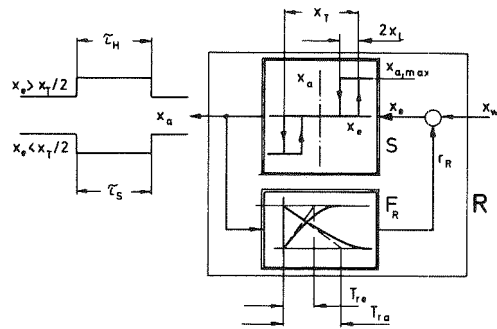 x_T
2x_L
τ_H
x_e > x_T/2
x_a,max
x_a
x_e
x_w
x_a
x_e
x_e < x_T/2
S
r_R
τ_S
F_R
R
T_re
T_ra